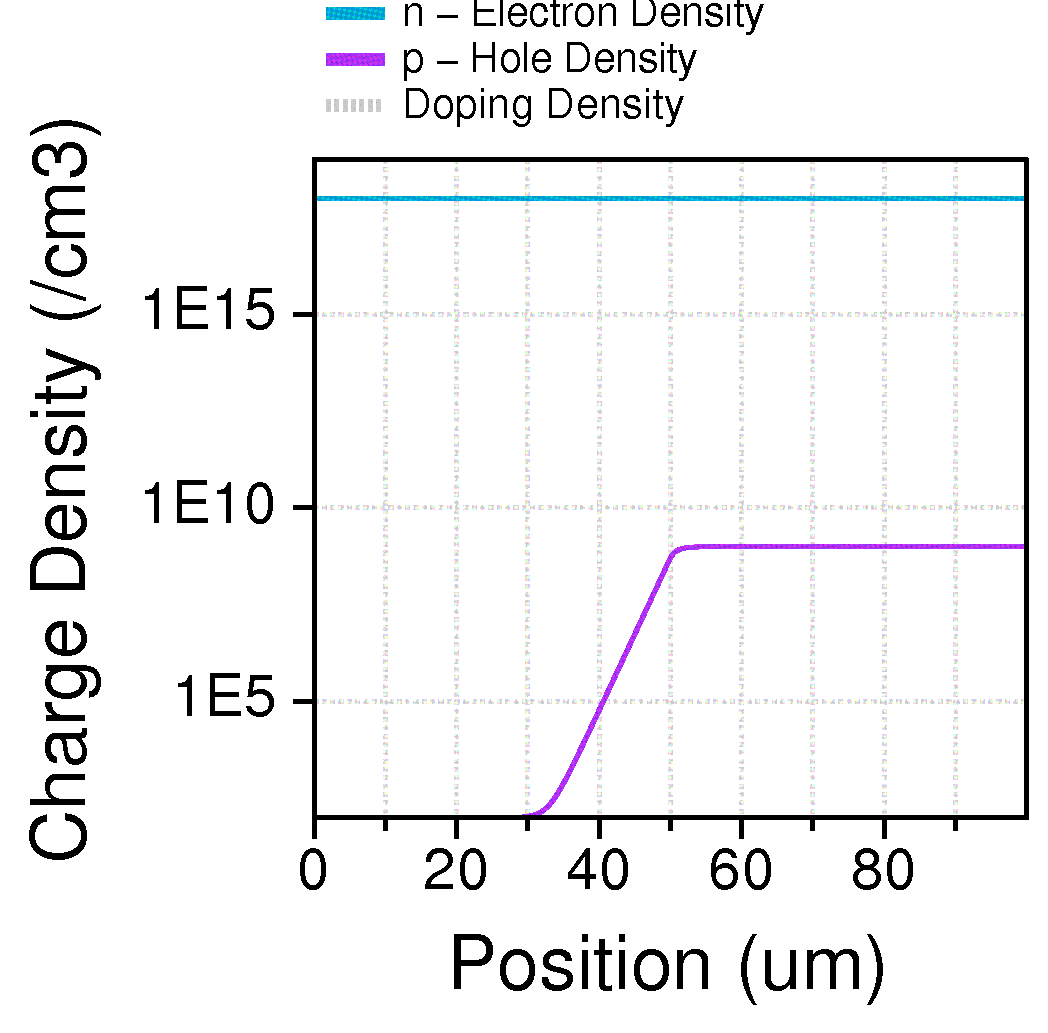 n – Electron Density
p – Hole Density
Doping Density
Charge Density (/cm3)
1E15
1E10
1E5
0 20 40 60 80
Position (um)